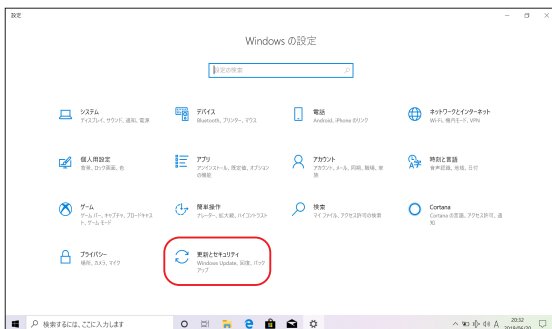 設定
Windows の設定
設定の検索
システム
ディスプレイ、サウンド、通知、電源
デバイス
Bluetooth、プリンター、マウス
電話
Android、iPhone のリンク
ネットワークとインターネット
Wi-Fi、機内モード、VPN
個人用設定
背景、ロック画面、色
アプリ
アンインストール、既定値、オプション
の機能
アカウント
アカウント、メール、同期、職場、家
族
時刻と言語
音声認識、地域、日付
ゲーム
ゲーム バー、キャプチャ、ブロードキャス
ト、ゲーム モード
簡単操作
ナレーター、拡大鏡、ハイコントラスト
検索
マイ ファイル、アクセス許可の検索
Cortana
Cortana の言語、アクセス許可、通
知
プライバシー
場所、カメラ、マイク
更新とセキュリティ
Windows Update、回復、バック
アップ
検索するには、ここに入力します
A
20:32
2019/06/20